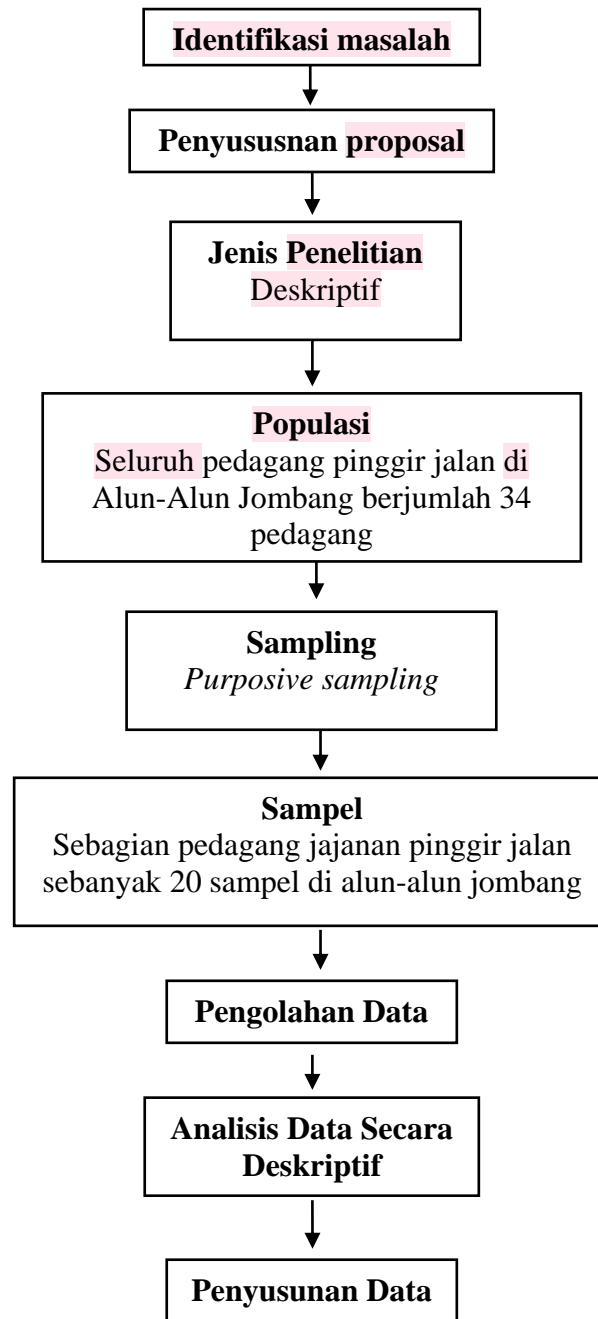 Identifikasi masalah
Penyususnan proposal
Jenis Penelitian
Deskriptif
Populasi
Seluruh pedagang pinggir jalan di
Alun-Alun Jombang berjumlah 34
pedagang
Sampling
Purposive sampling
Sampel
Sebagian pedagang jajanan pinggir jalan
sebanyak 20 sampel di alun-alun jombang
Pengolahan Data
Analisis Data Secara
Deskriptif
Penyusunan Data